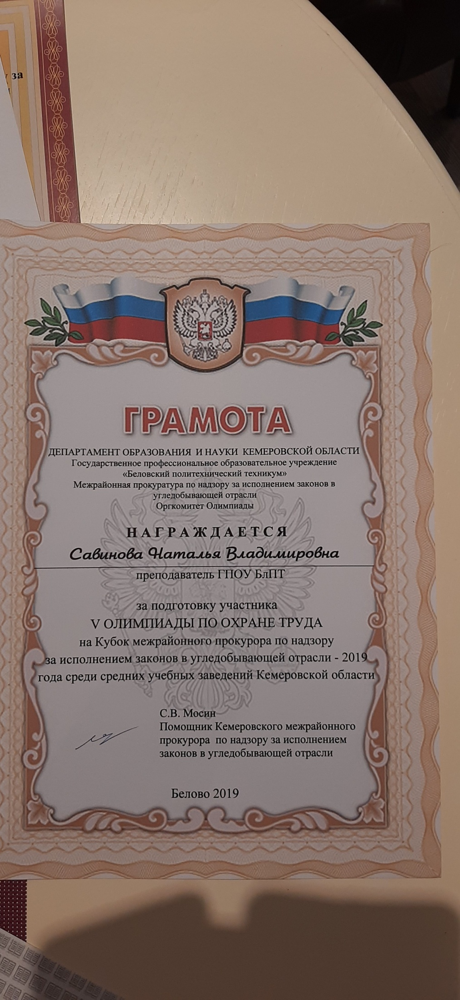 за
ГРАМОТА
ДЕПАРТАМЕНТ ОБРАЗОВАНИЯ И НАУКИ КЕМЕРОВСКОЙ ОБЛАСТИ
Государственное профессиональное образовательное учреждение
«Беловский политехнический техникум»
Межрайонная прокуратура по надзору за исполнением законов в
угледобывающей отрасли
Оргкомитет Олимпиады
НАГРАЖДАЕТСЯ
Савинова Наталья Владимировна
преподаватель ГПОУ БлПТ
за подготовку участника
V ОЛИМПИАДЫ ПО ОХРАНЕ ТРУДА
на Кубок межрайонного прокурора по надзору
за исполнением законов в угледобывающей отрасли - 2019
года среди средних учебных заведений Кемеровской области
С.В. Мосин
Помощник Кемеровского межрайонного
прокурора по надзору за исполнением
законов в угледобывающей отрасли
Белово 2019